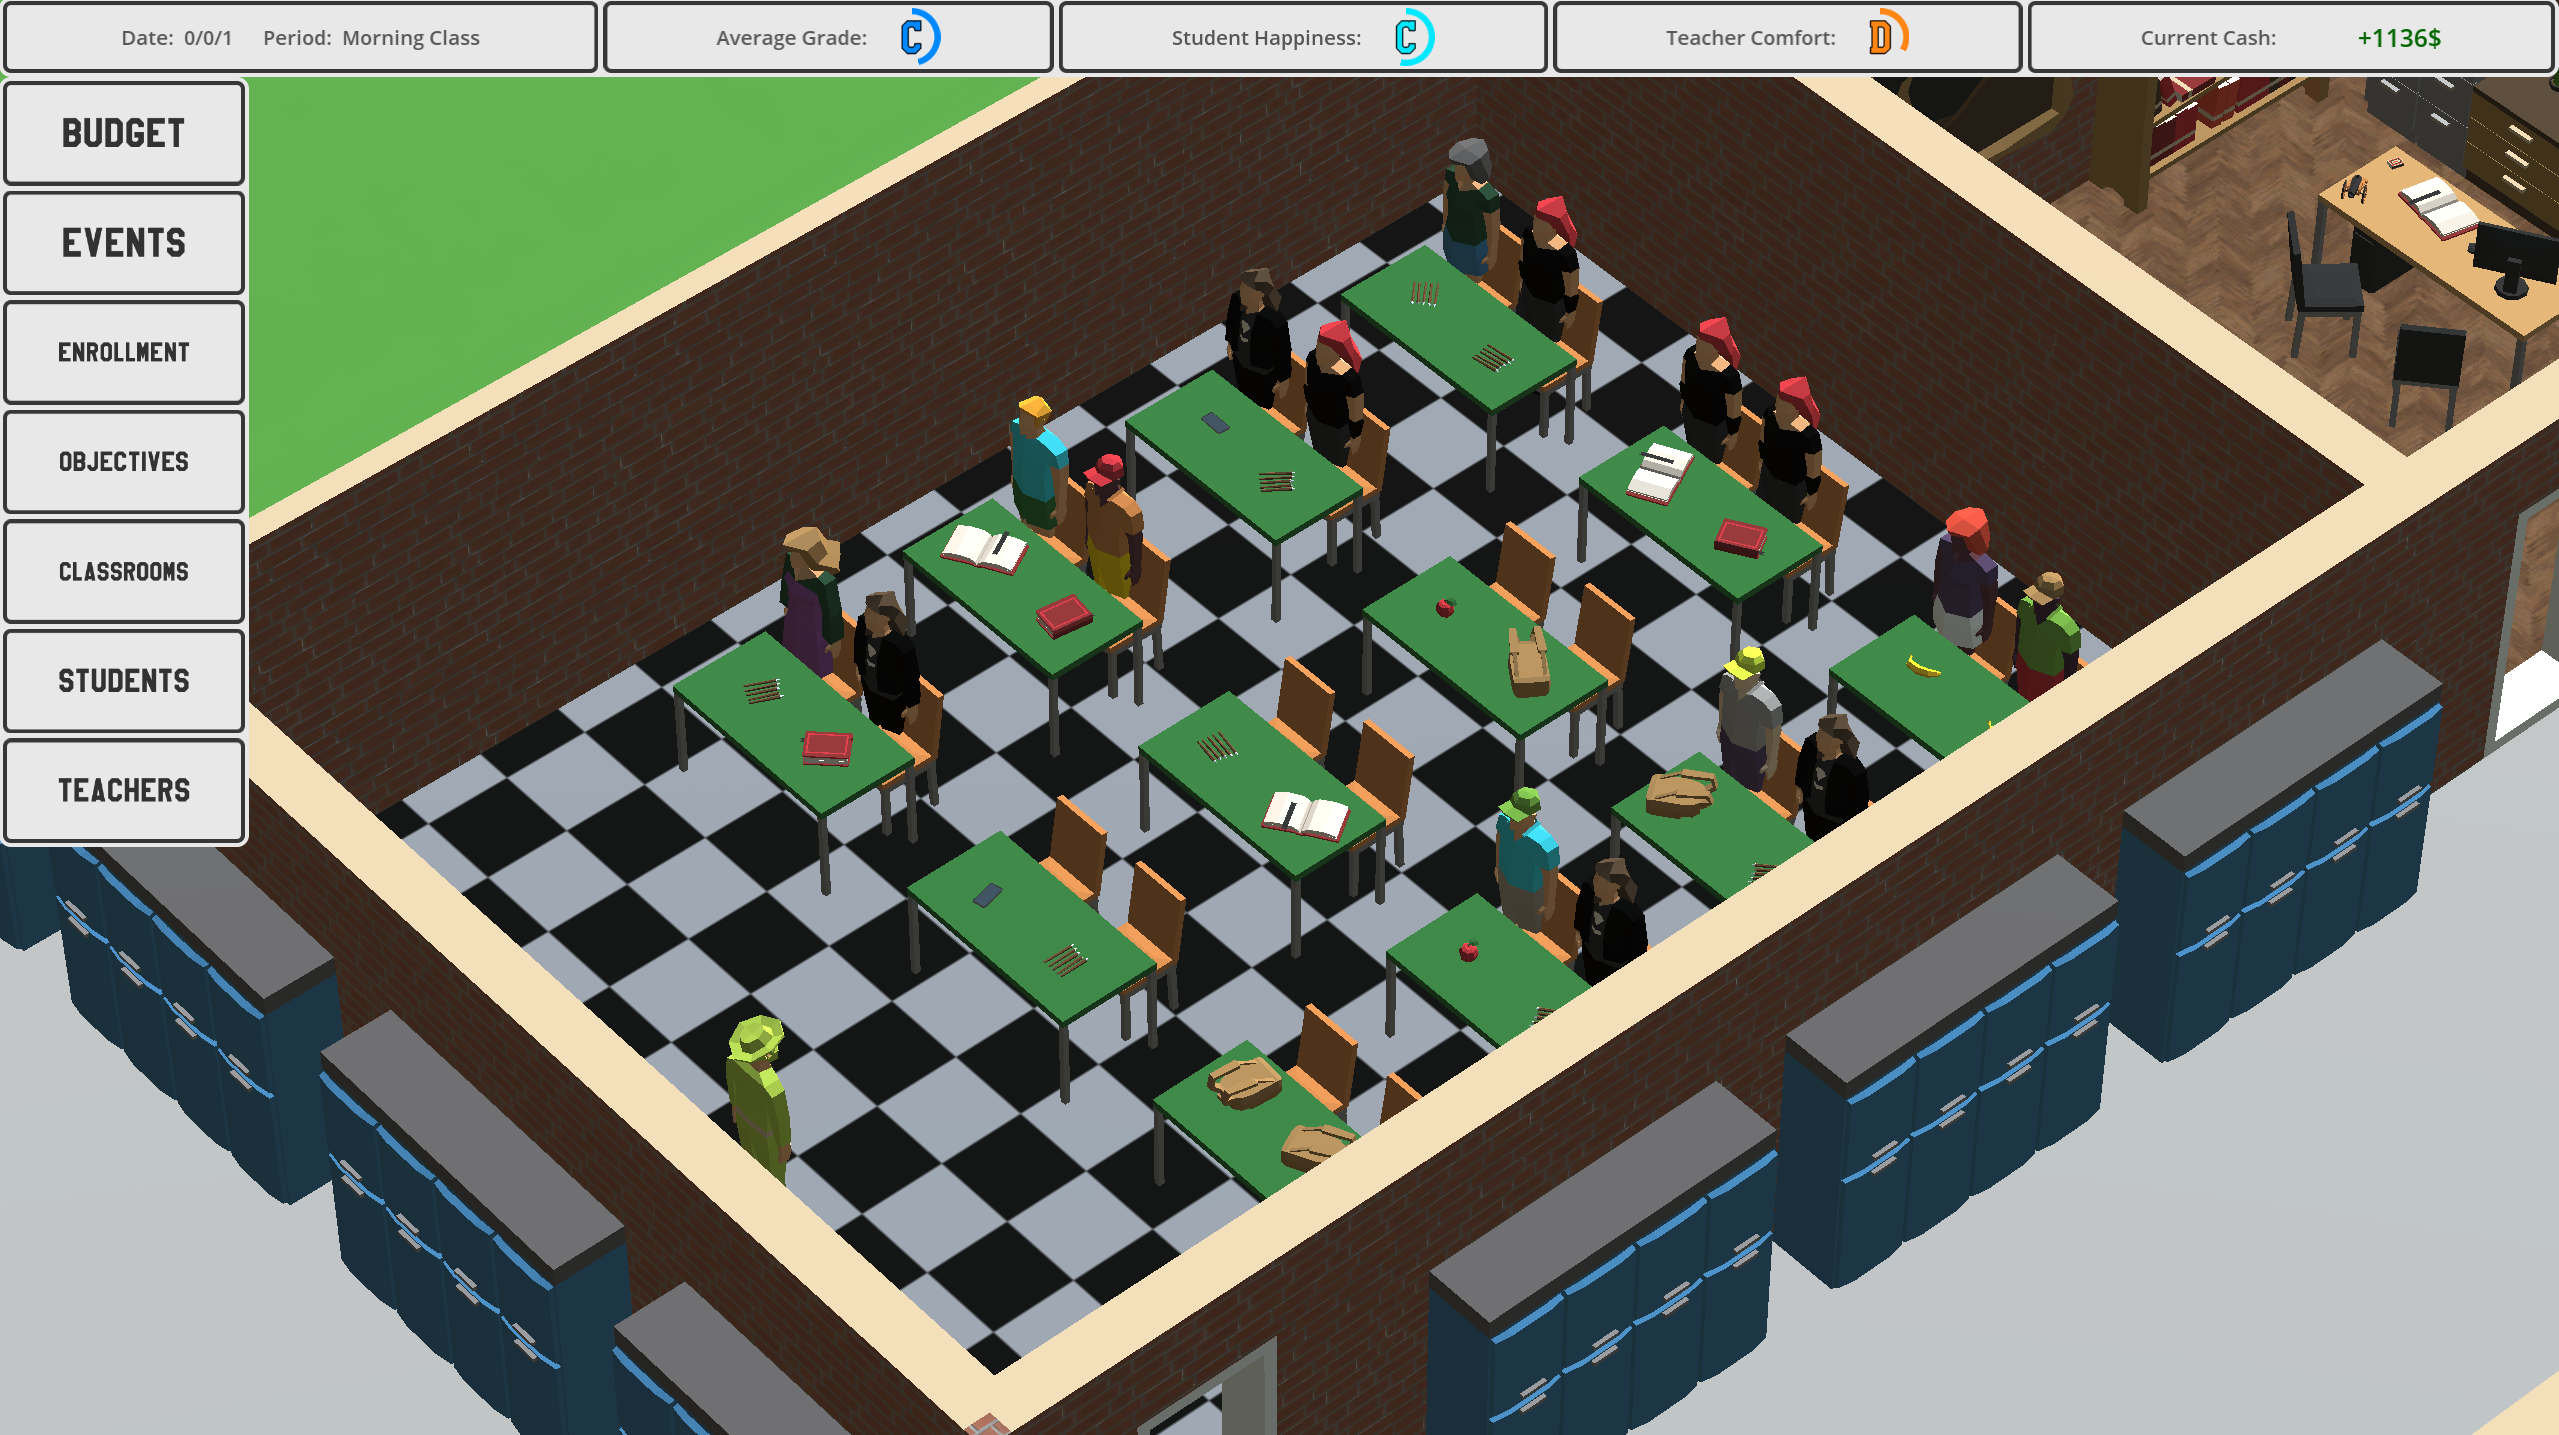 Date: 0/0/1 Period: Morning Class
Average Grade: C
Student Happiness: C
Teacher Comfort: D
Current Cash: +1136$
BUDGET
EVENTS
ENROLLMENT
OBJECTIVES
CLASSROOMS
STUDENTS
TEACHERS